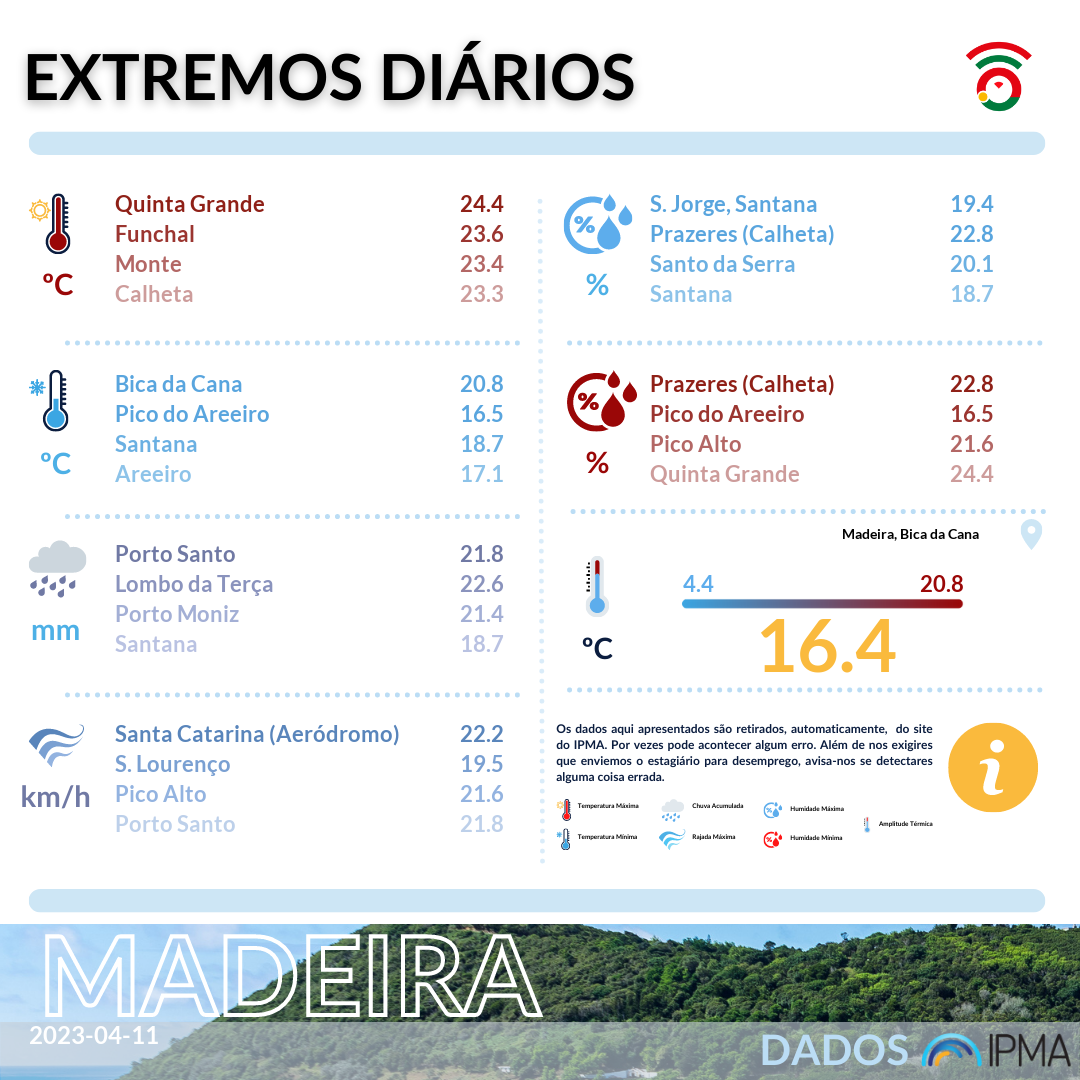 EXTREMOS DIÁRIOS
Quinta Grande 24.4
Funchal 23.6
Monte 23.4
Calheta 23.3
ºC
Bica da Cana 20.8
Pico do Areeiro 16.5
Santana 18.7
Areeiro 17.1
ºC
Porto Santo 21.8
Lombo da Terça 22.6
Porto Moniz 21.4
Santana 18.7
mm
Santa Catarina (Aeródromo) 22.2
S. Lourenço 19.5
Pico Alto 21.6
Porto Santo 21.8
km/h
S. Jorge, Santana 19.4
Prazeres (Calheta) 22.8
Santo da Serra 20.1
Santana 18.7
%
%
Prazeres (Calheta) 22.8
Pico do Areeiro 16.5
Pico Alto 21.6
Quinta Grande 24.4
%
%
Madeira, Bica da Cana
4.4 20.8
16.4
ºC
Os dados aqui apresentados são retirados, automaticamente, do site
do IPMA. Por vezes pode acontecer algum erro. Além de nos exigires
que enviemos o estagiário para desemprego, avisa-nos se detectares
alguma coisa errada.
i
Temperatura Máxima
Chuva Acumulada
Humidade Máxima
Amplitude Térmica
Temperatura Mínima
Rajada Máxima
Humidade Mínima
MADEIRA
2023-04-11
DADOS IPMA